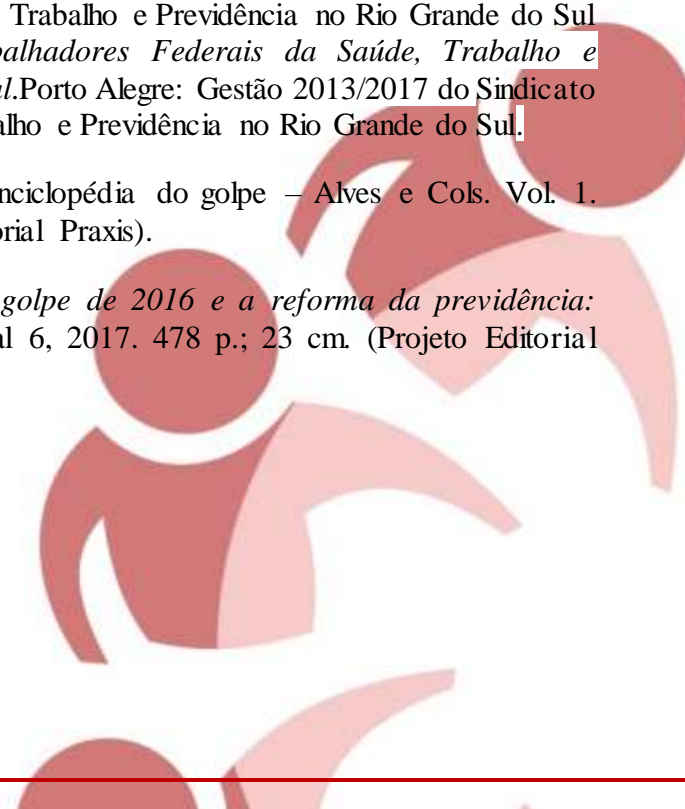 Trabalho e Previdência no Rio Grande do Sul
balhadores Federais da Saúde, Trabalho e
l.Porto Alegre: Gestão 2013/2017 do Sindicato
alho e Previdência no Rio Grande do Sul.
nciclopédia do golpe – Alves e Cols. Vol. 1.
orial Praxis).
golpe de 2016 e a reforma da previdência:
al 6, 2017. 478 p.; 23 cm. (Projeto Editorial